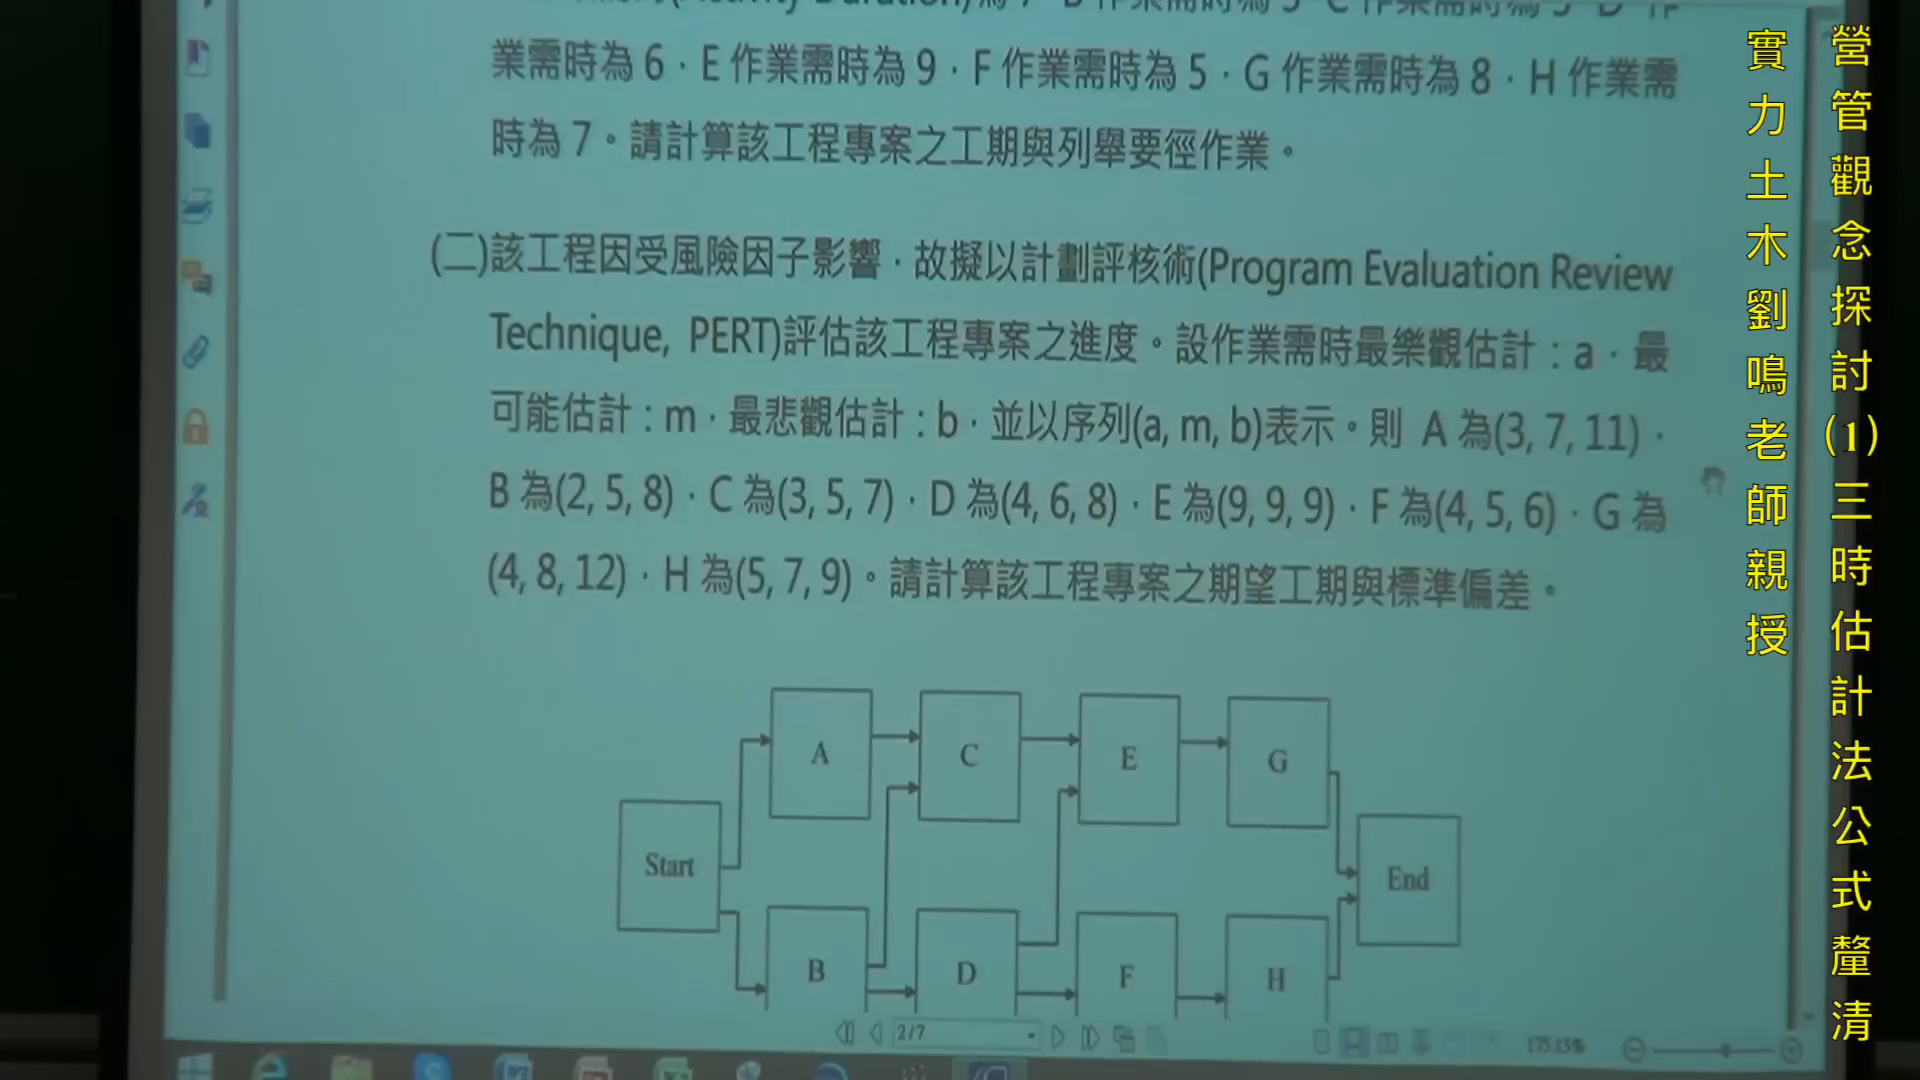 業需時為 6，E 作業需時為 9，F 作業需時為 5，G 作業需時為 8，H 作業需
時為 7。請計算該工程專案之工期與列舉要徑作業。
(二)該工程因受風險因子影響，故擬以計劃評核術(Program Evaluation Review
Technique, PERT)評估該工程專案之進度。設作業需時最樂觀估計：a，最
可能估計：m，最悲觀估計：b，並以序列(a, m, b)表示。則 A 為(3, 7, 11)，
B 為(2, 5, 8)，C 為(3, 5, 7)，D 為(4, 6, 8)，E 為(9, 9, 9)，F 為(4, 5, 6)，G 為
(4, 8, 12)，H 為(5, 7, 9)。請計算該工程專案之期望工期與標準偏差。
A
C
E
G
Start
End
B
D
F
H
2/7
175.15%
營管觀念探討(1)三時估計法公式釐清
實力土木劉鳴老師親授